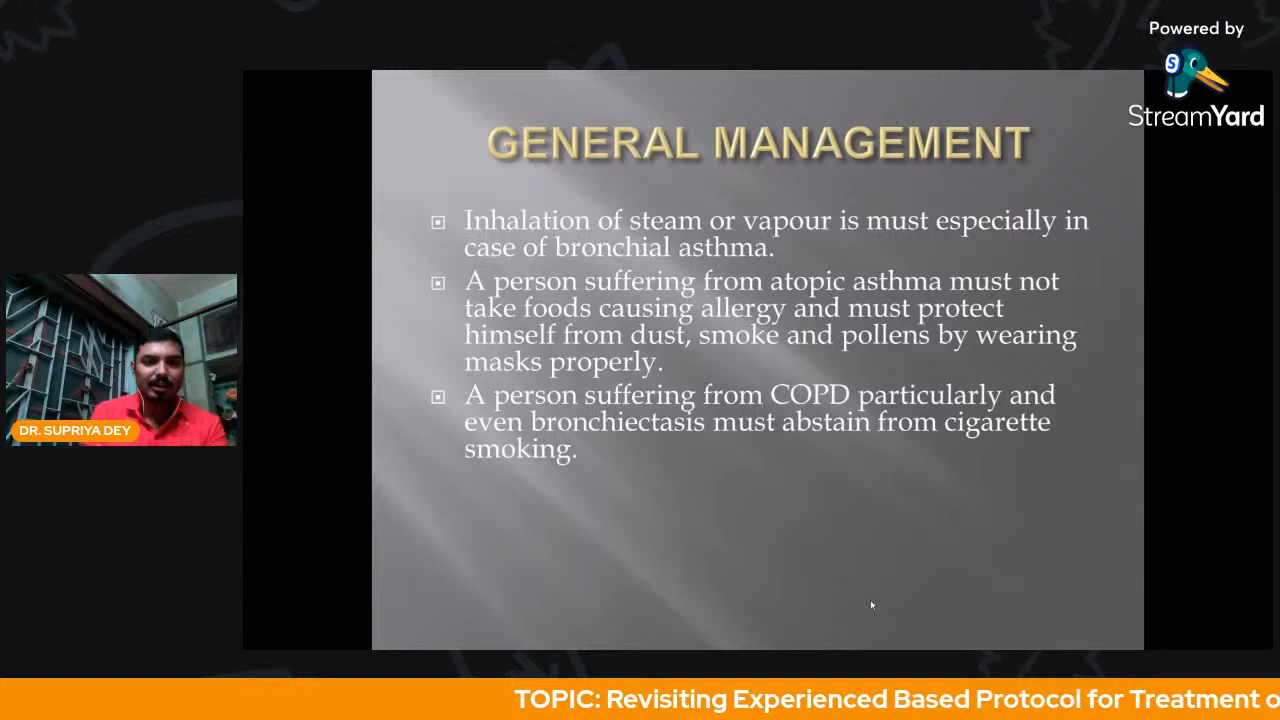 Powered by
StreamYard
GENERAL MANAGEMENT
Inhalation of steam or vapour is must especially in
case of bronchial asthma.
A person suffering from atopic asthma must not
take foods causing allergy and must protect
himself from dust, smoke and pollens by wearing
masks properly.
A person suffering from COPD particularly and
even bronchiectasis must abstain from cigarette
smoking.
DR. SUPRIYA DEY
TOPIC: Revisiting Experienced Based Protocol for Treatment o